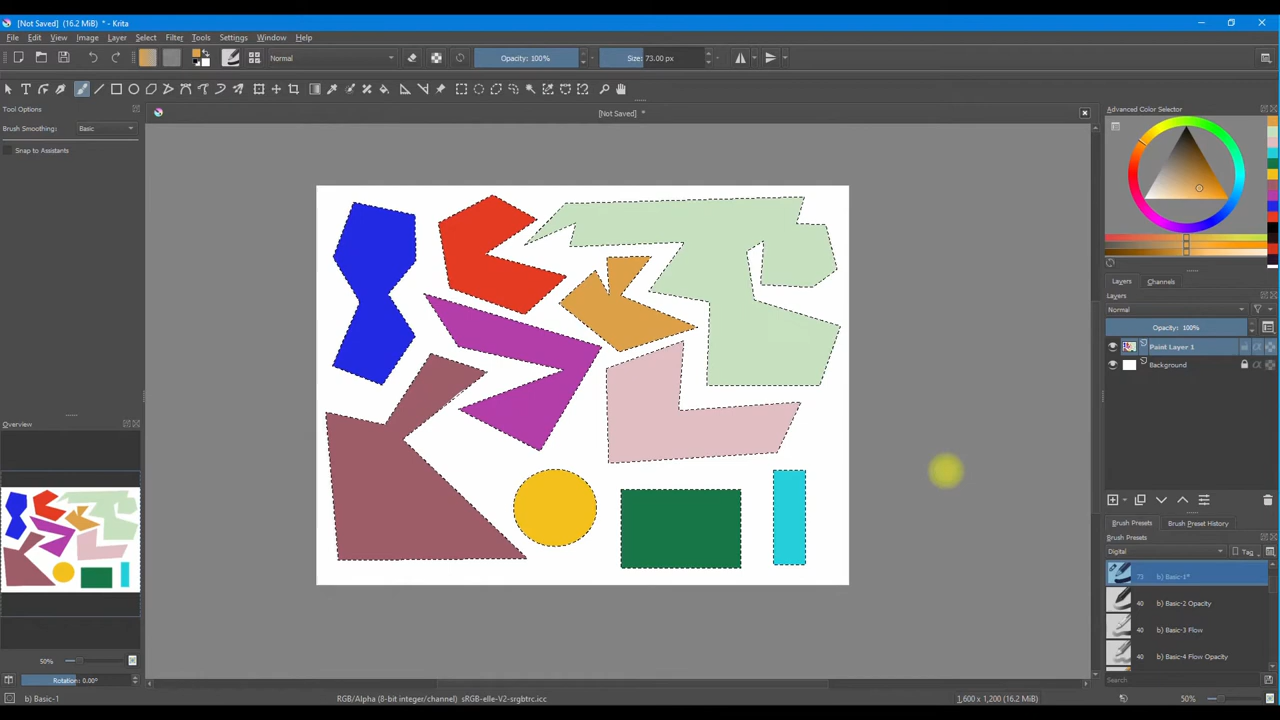 [Not Saved] (16.2 MiB) * - Krita
File Edit View Image Layer Select Filter Tools Settings Window Help
Normal
Opacity: 100%
Size: 73.00 px
Tool Options
[Not Saved] *
Advanced Color Selector
Brush Smoothing: Basic
Snap to Assistants
Layers Channels
Layers
Normal
Opacity: 100%
Paint Layer 1
Background
Overview
Brush Presets Brush Preset History
Brush Presets
Digital
Tag
73 b) Basic-1*
40 b) Basic-2 Opacity
40 b) Basic-3 Flow
40 b) Basic-4 Flow Opacity
50%
Rotation: 0.00°
Search
b) Basic-1
RGB/Alpha (8-bit integer/channel) sRGB-elle-V2-srgbtrc.icc
1,600 x 1,200 (16.2 MiB)
50%